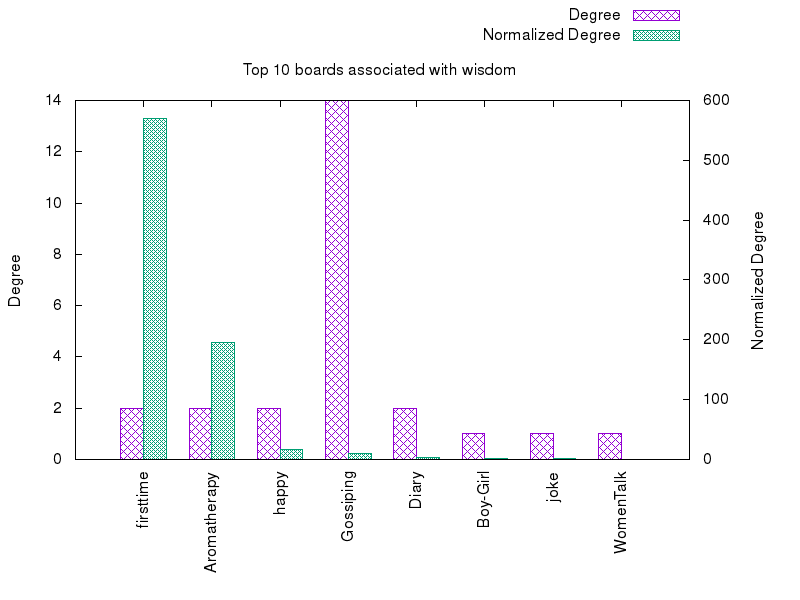 Degree
Normalized Degree
Top 10 boards associated with wisdom
14
12
10
8
6
4
2
0
Degree
600
500
400
300
200
100
0
Normalized Degree
firsttime
Aromatherapy
happy
Gossiping
Diary
Boy-Girl
joke
WomenTalk